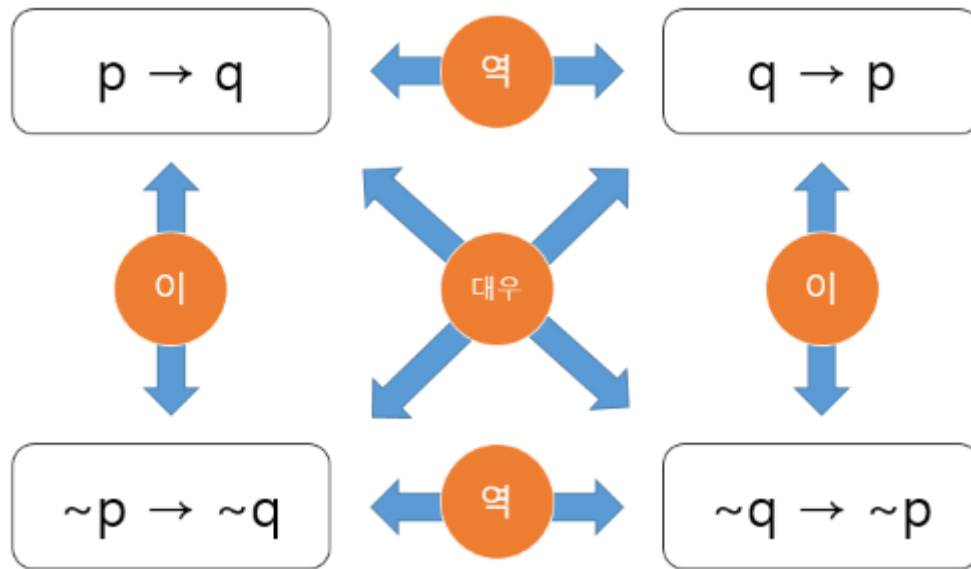 p → q 역 q → p
이 대우 이
~p → ~q 역 ~q → ~p